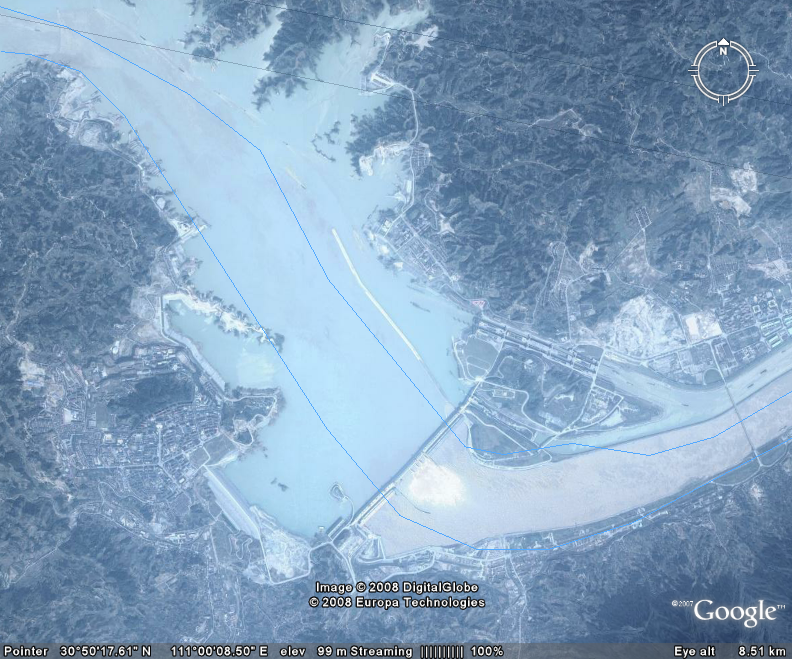 N
Image © 2008 DigitalGlobe
© 2008 Europa Technologies
©2007 Google™
Pointer 30°50'17.61" N 111°00'08.50" E elev 99 m Streaming |||||||||| 100% Eye alt 8.51 km